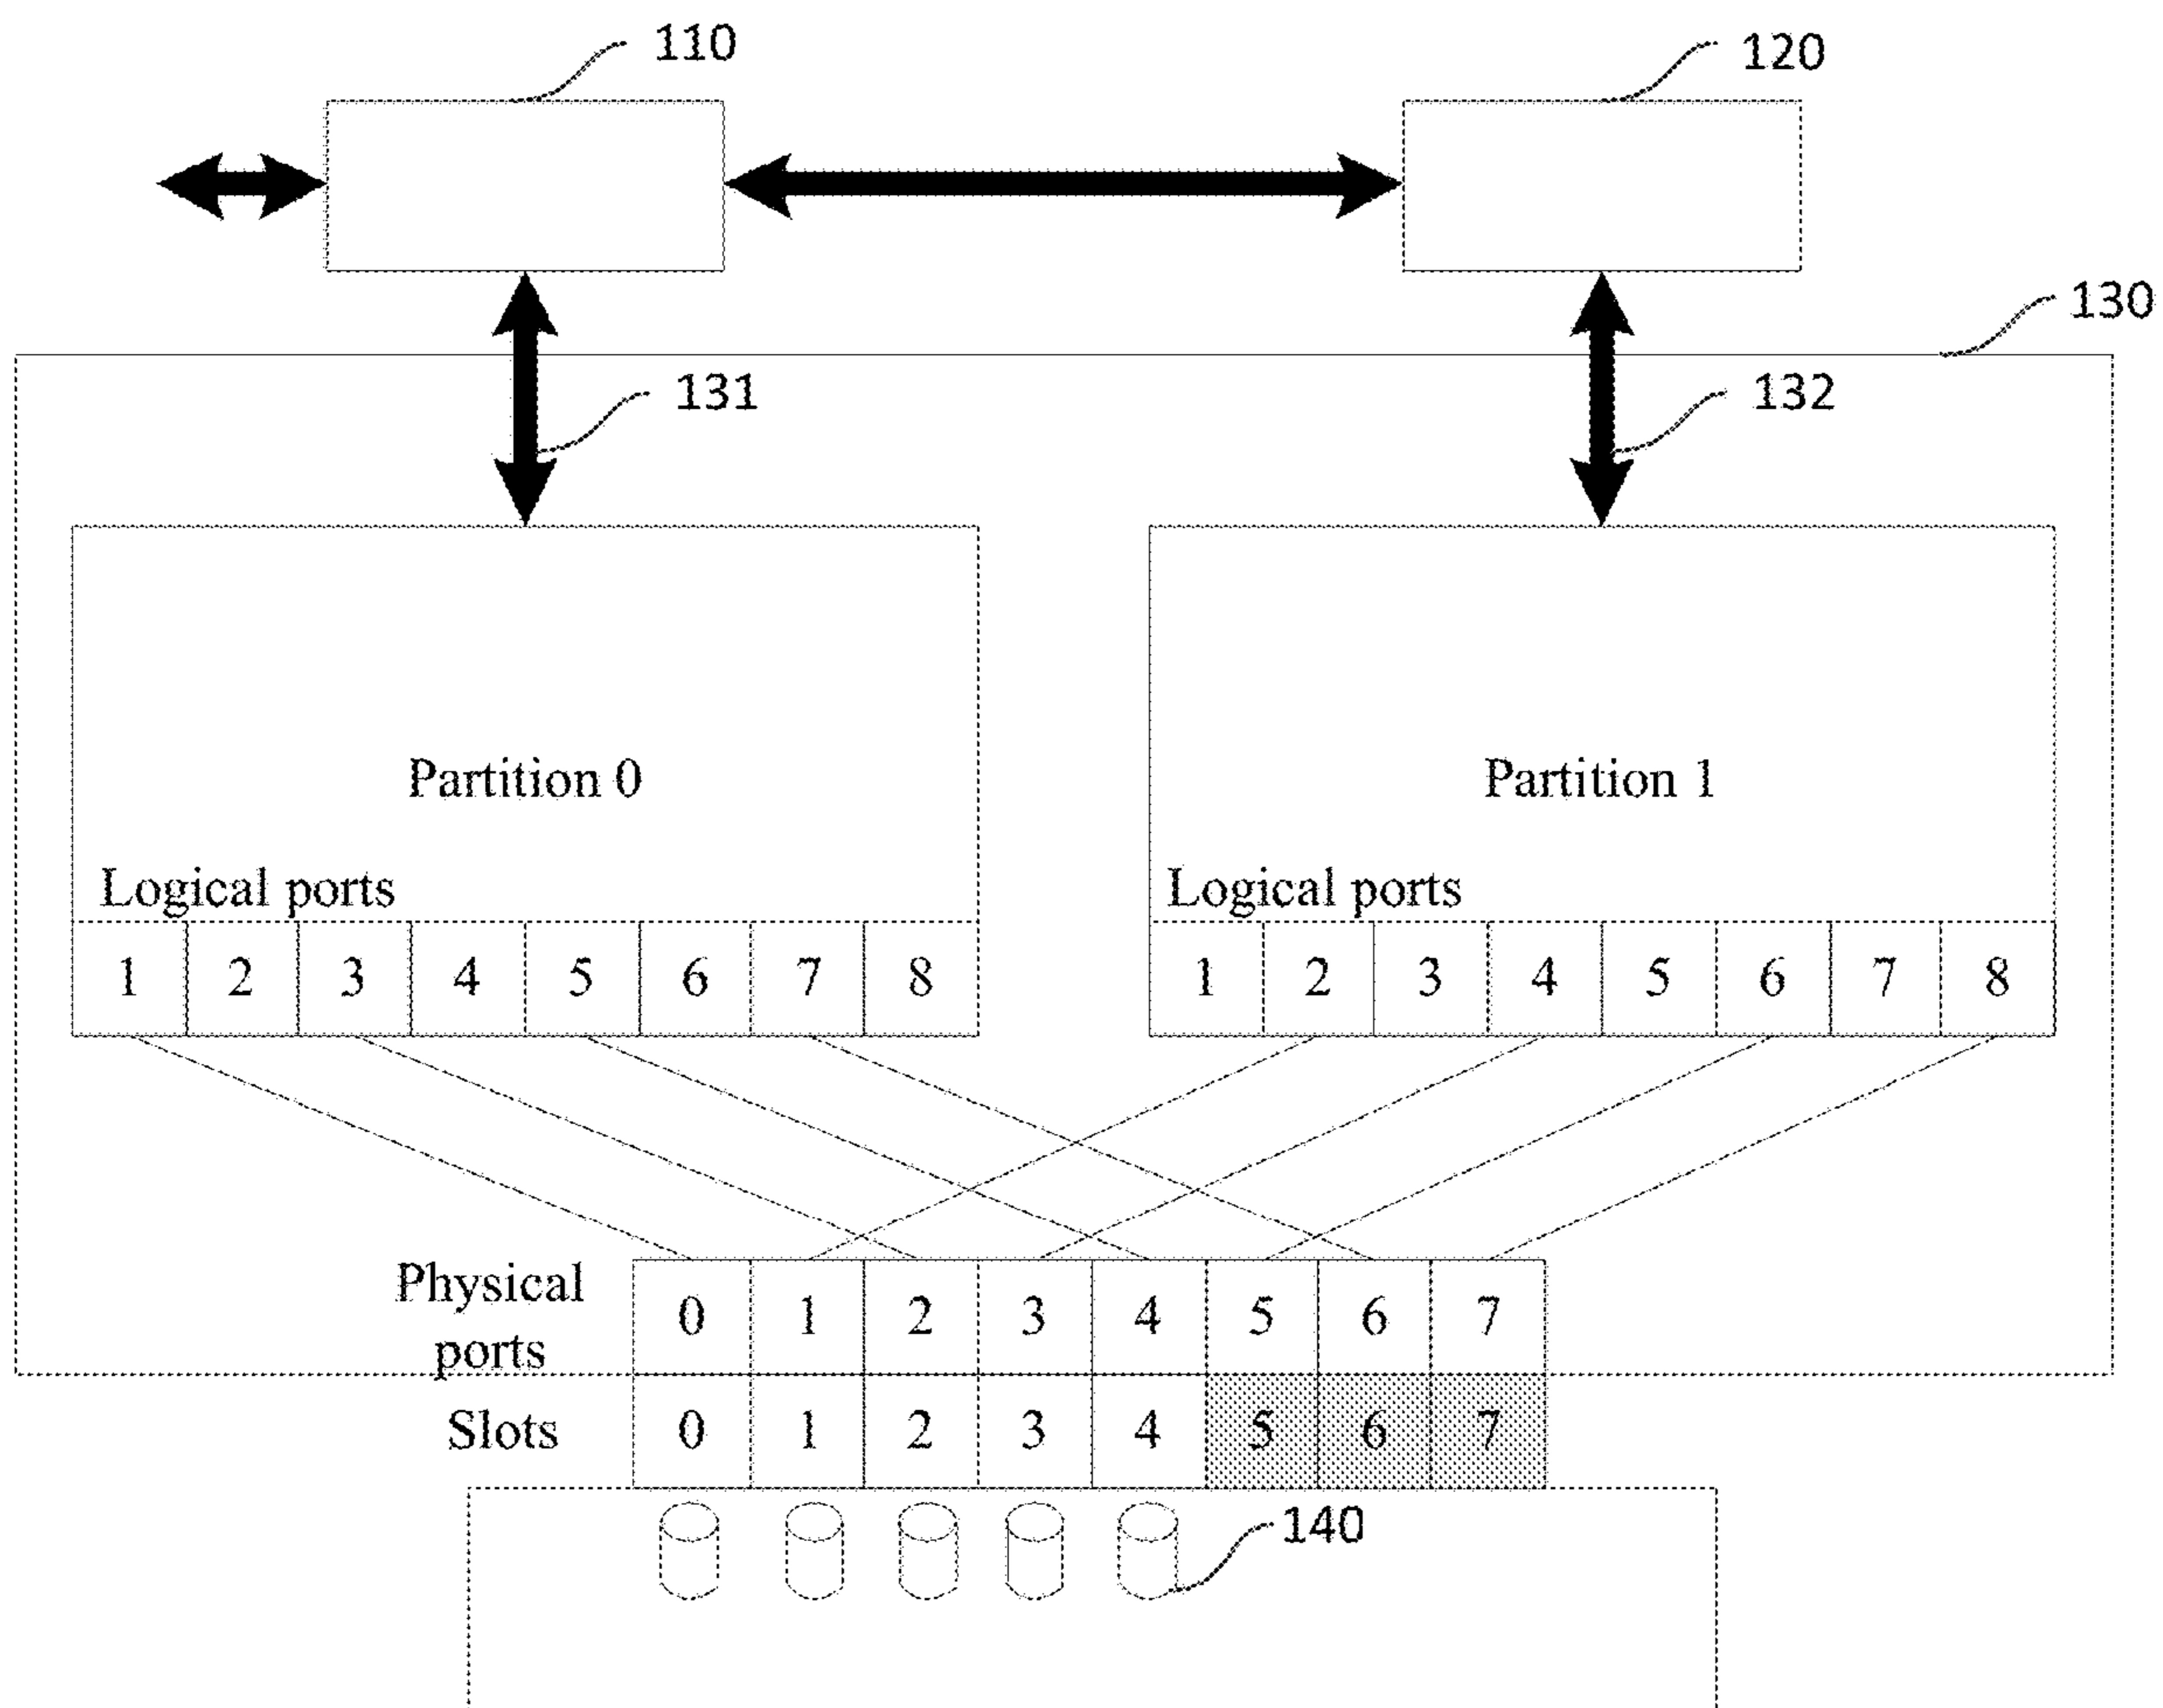 110
120
130
131
132
Partition 0
Partition 1
Logical ports
Logical ports
1 2 3 4 5 6 7 8
1 2 3 4 5 6 7 8
Physical
ports
0 1 2 3 4 5 6 7
Slots
0 1 2 3 4 5 6 7
140